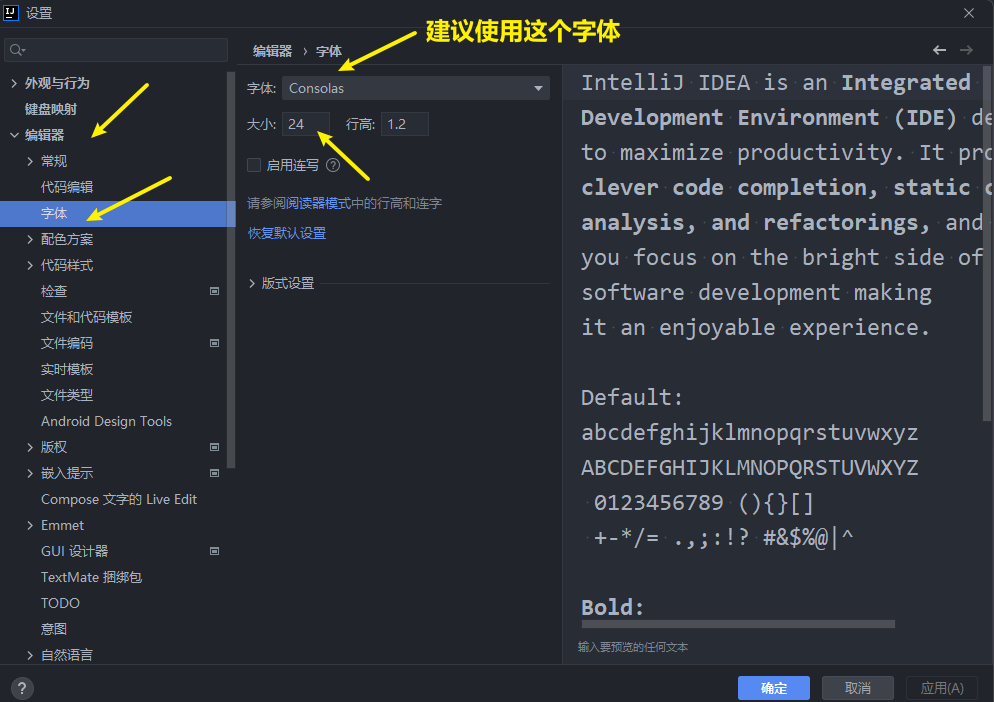 设置
建议使用这个字体
外观与行为
键盘映射
编辑器
常规
代码编辑
字体
配色方案
代码样式
检查
文件和代码模板
文件编码
实时模板
文件类型
Android Design Tools
版权
嵌入提示
Compose 文字的 Live Edit
Emmet
GUI 设计器
TextMate 捆绑包
TODO
意图
自然语言
编辑器 › 字体
字体: Consolas
大小: 24 行高: 1.2
启用连写 ?
请参阅阅读器模式中的行高和连字
恢复默认设置
版式设置
IntelliJ IDEA is an Integrated
Development Environment (IDE) de
to maximize productivity. It pro
clever code completion, static c
analysis, and refactorings, and
you focus on the bright side of
software development making
it an enjoyable experience.
Default:
abcdefghijklmnopqrstuvwxyz
ABCDEFGHIJKLMNOPQRSTUVWXYZ
0123456789 (){}[]
+-*/= .,;:!? #&$%@|^
Bold:
输入要预览的任何文本
?
确定 取消 应用(A)